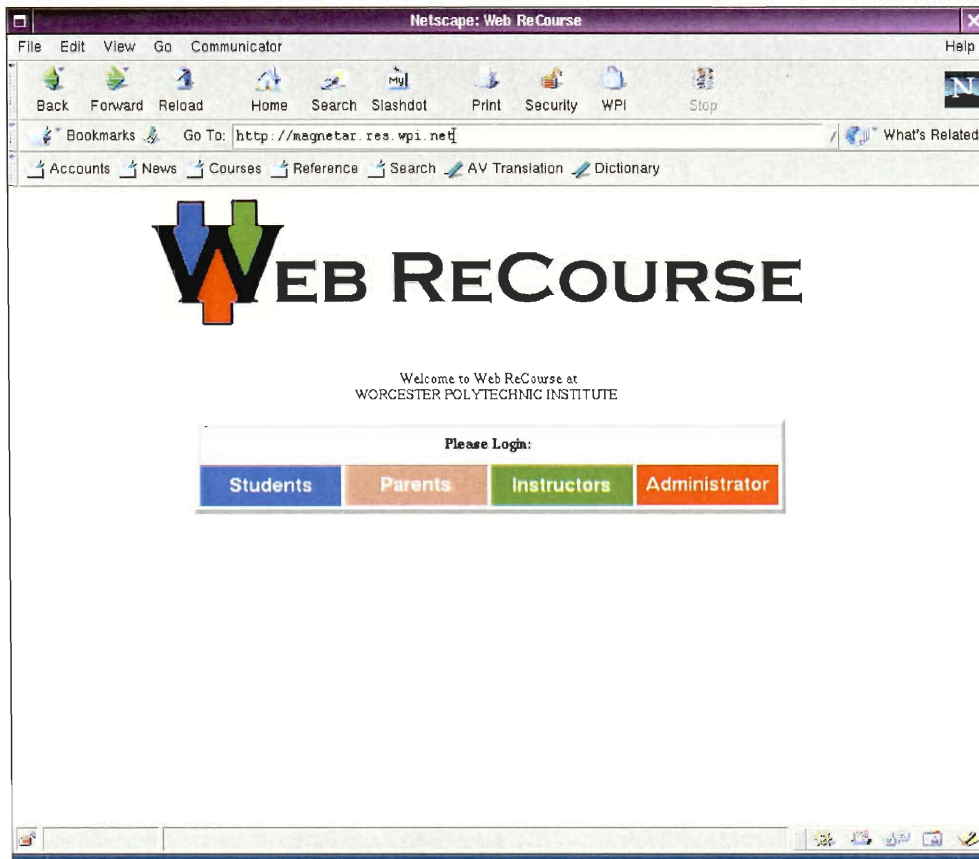 Netscape: Web ReCourse
File Edit View Go Communicator Help
My
Back Forward Reload Home Search Slashdot Print Security WPI Stop
N
Bookmarks Go To: http://magnetar.res.wpi.net What's Related
Accounts News Courses Reference Search AV Translation Dictionary
WEB RECOURSE
Welcome to Web ReCourse at
WORCESTER POLYTECHNIC INSTITUTE
Please Login:
Students Parents Instructors Administrator